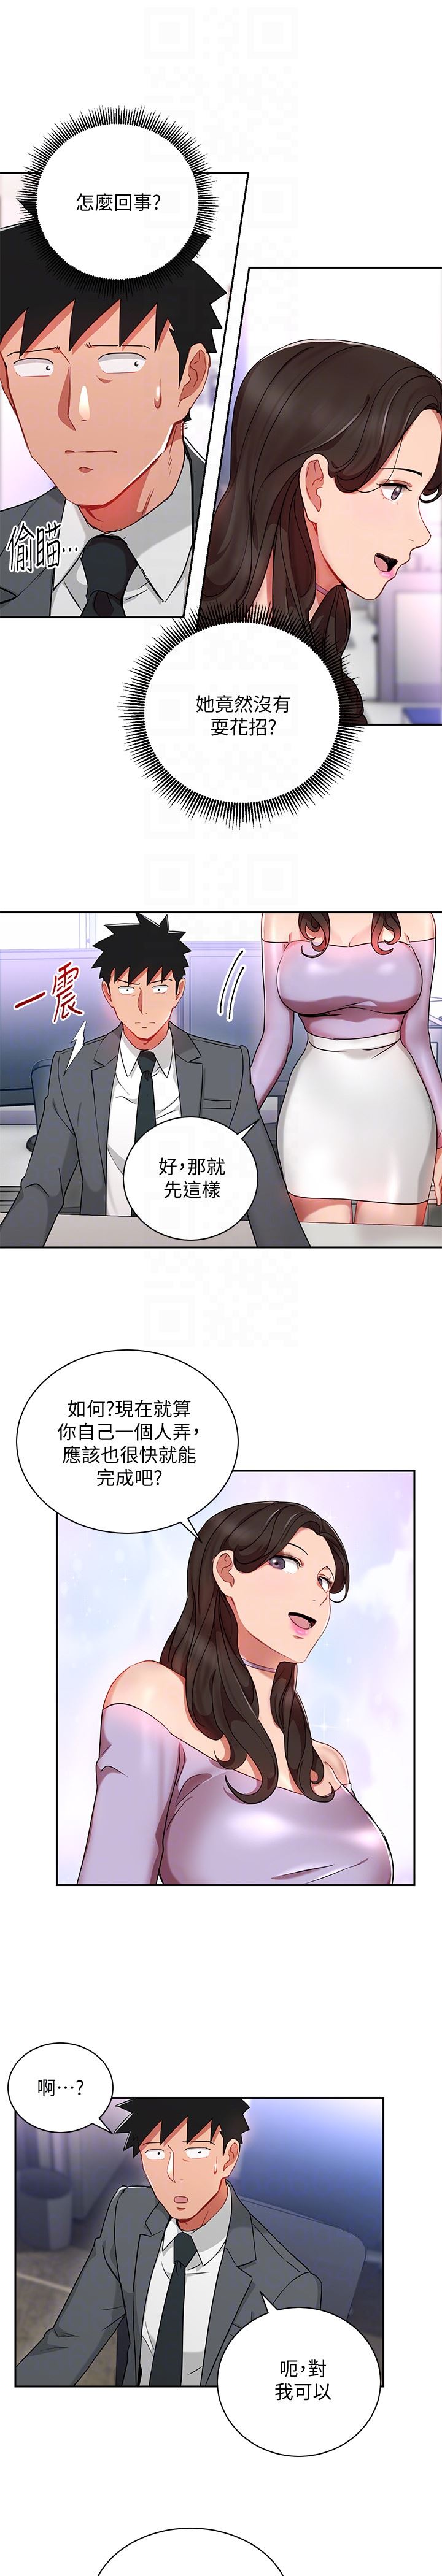 怎麼回事?
偷瞄…
她竟然沒有
耍花招?
一震
好,那就
先這樣
如何?現在就算
你自己一個人弄,
應該也很快就能
完成吧?
啊…?
呃,對
我可以